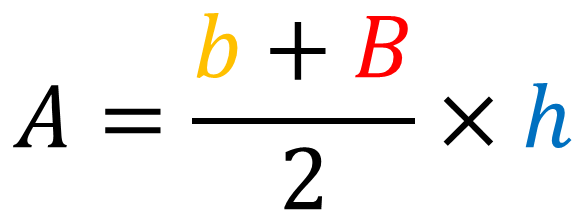 A = (b + B)/2 × h